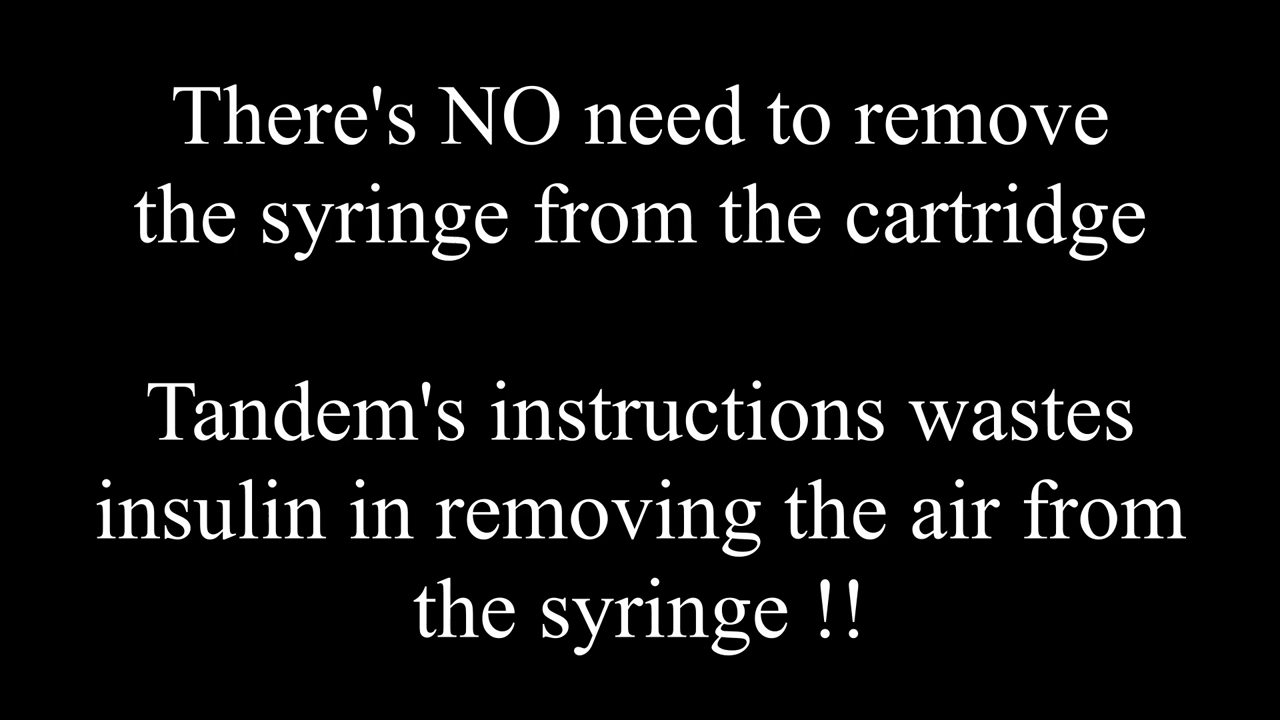 There's NO need to remove
the syringe from the cartridge
Tandem's instructions wastes
insulin in removing the air from
the syringe !!